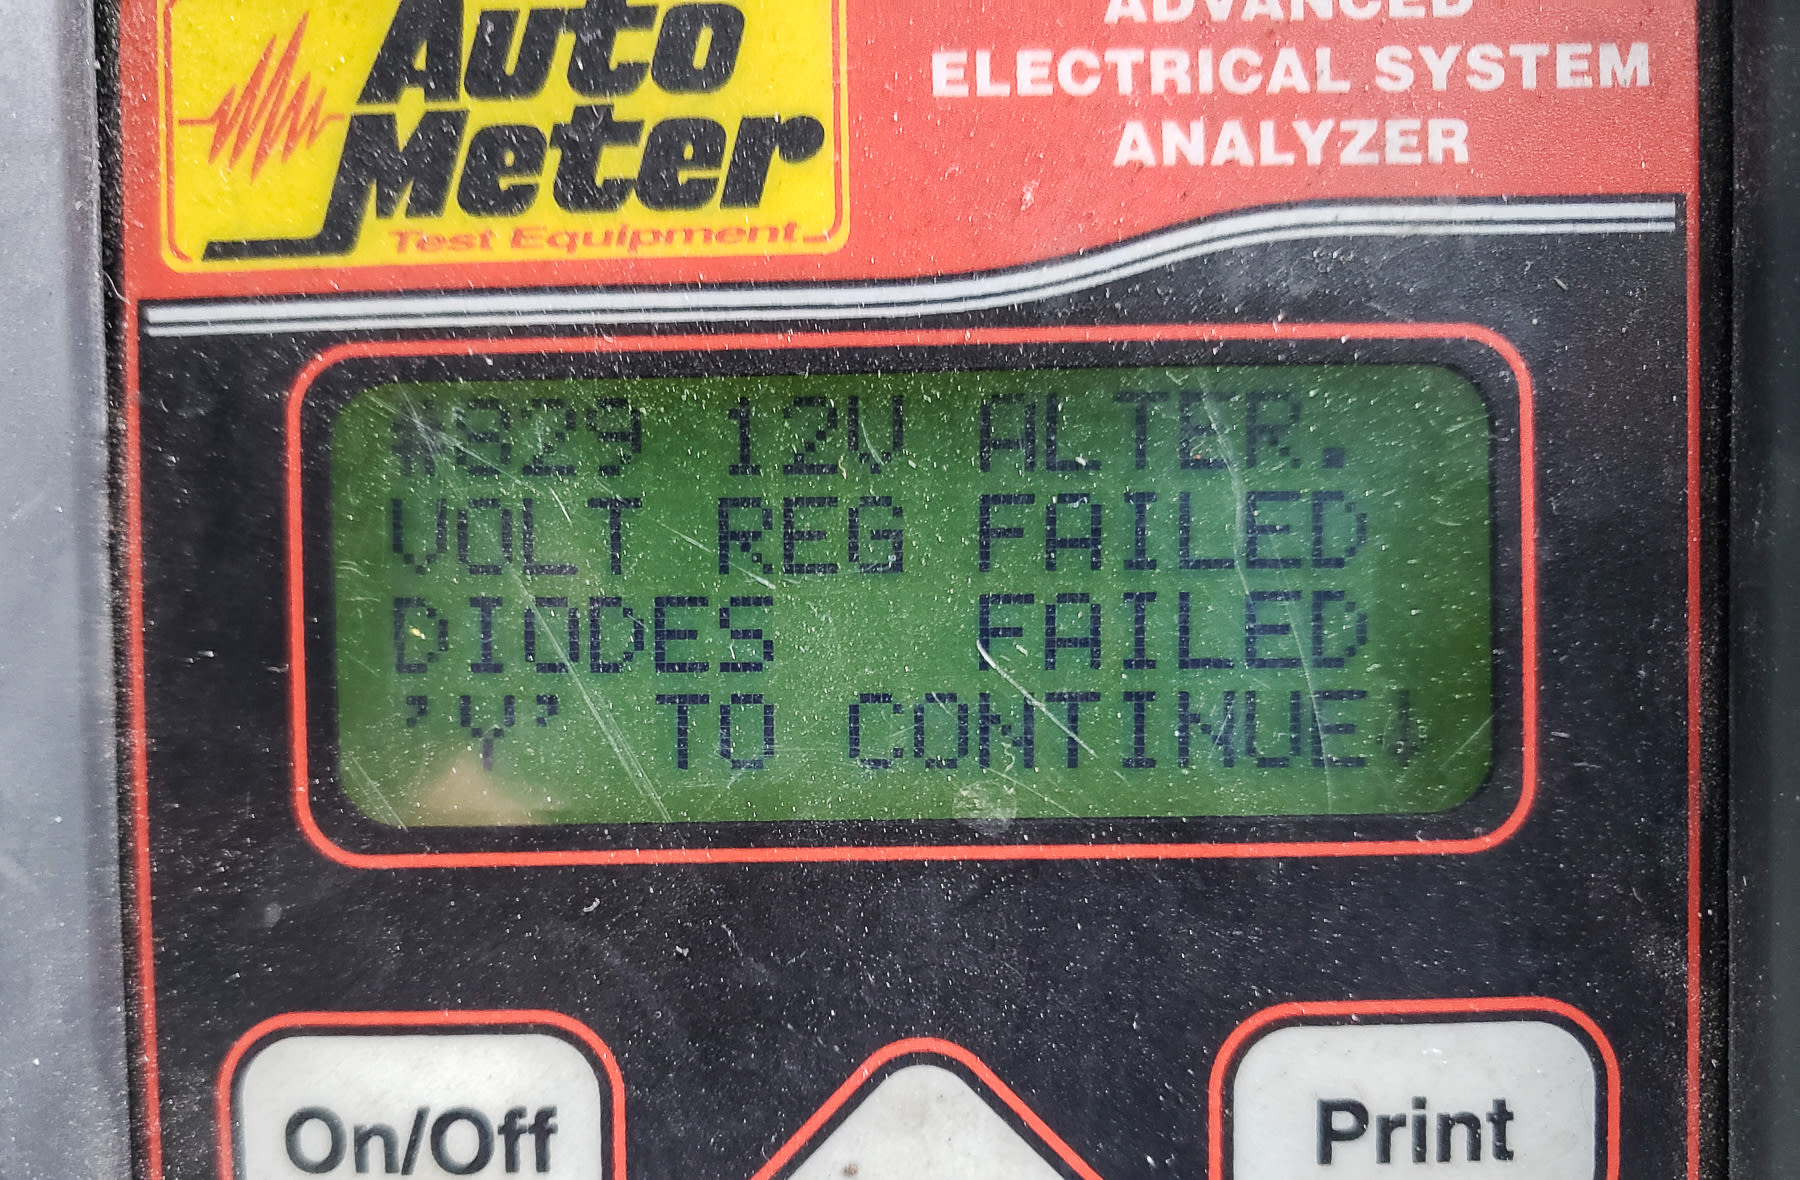 Auto
Meter
Test Equipment
ADVANCED
ELECTRICAL SYSTEM
ANALYZER
#829 12V ALTER.
VOLT REG FAILED
DIODES FAILED
'Y' TO CONTINUE↓
On/Off
Print